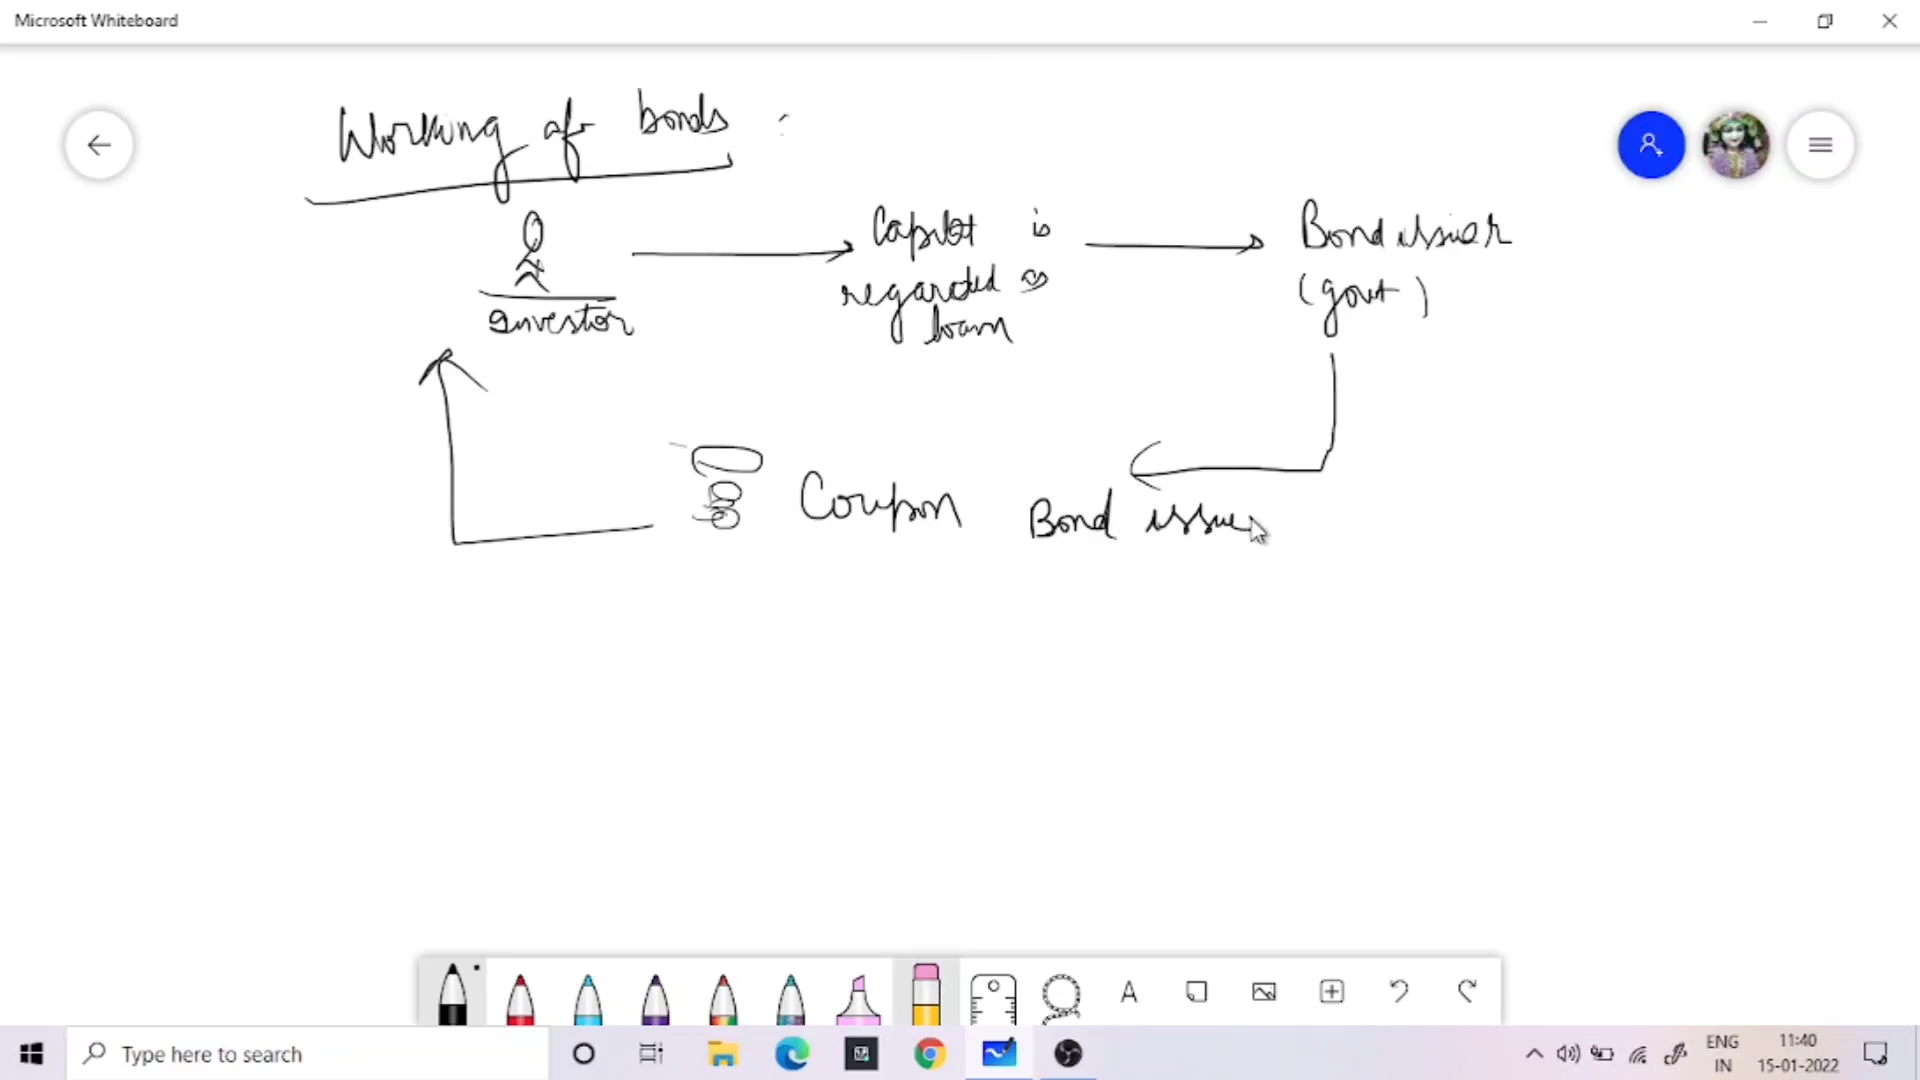 Microsoft Whiteboard
Working of bonds :
Capital is
regarded as
loan
Bond issuer
(govt)
investor
Coupon Bond issue
A
Type here to search
ENG
IN
11:40
15-01-2022